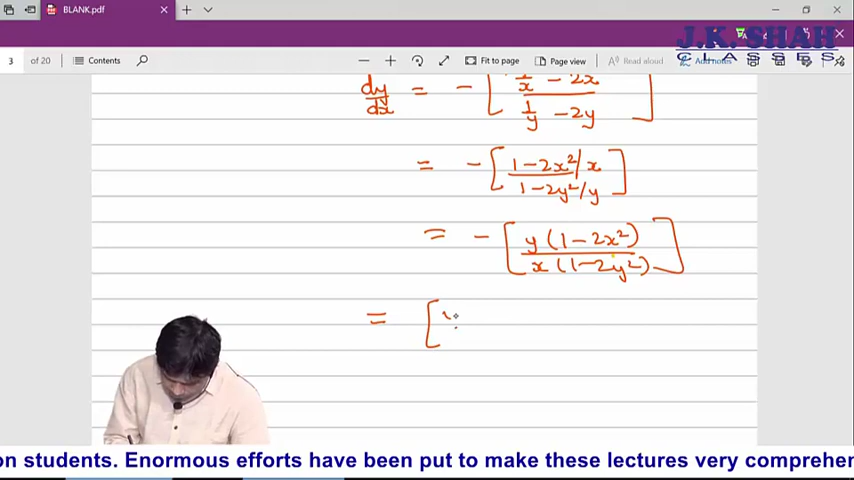 BLANK.pdf
J.K. SHAH
CLASSES
3 of 20 Contents Fit to page Page view Read aloud Add notes
dy/dx = - [ (1/x - 2x) / (1/y - 2y) ]
= - [ (1-2x²/x) / (1-2y²/y) ]
= - [ y(1-2x²) / x(1-2y²) ]
= [
on students. Enormous efforts have been put to make these lectures very comprehe